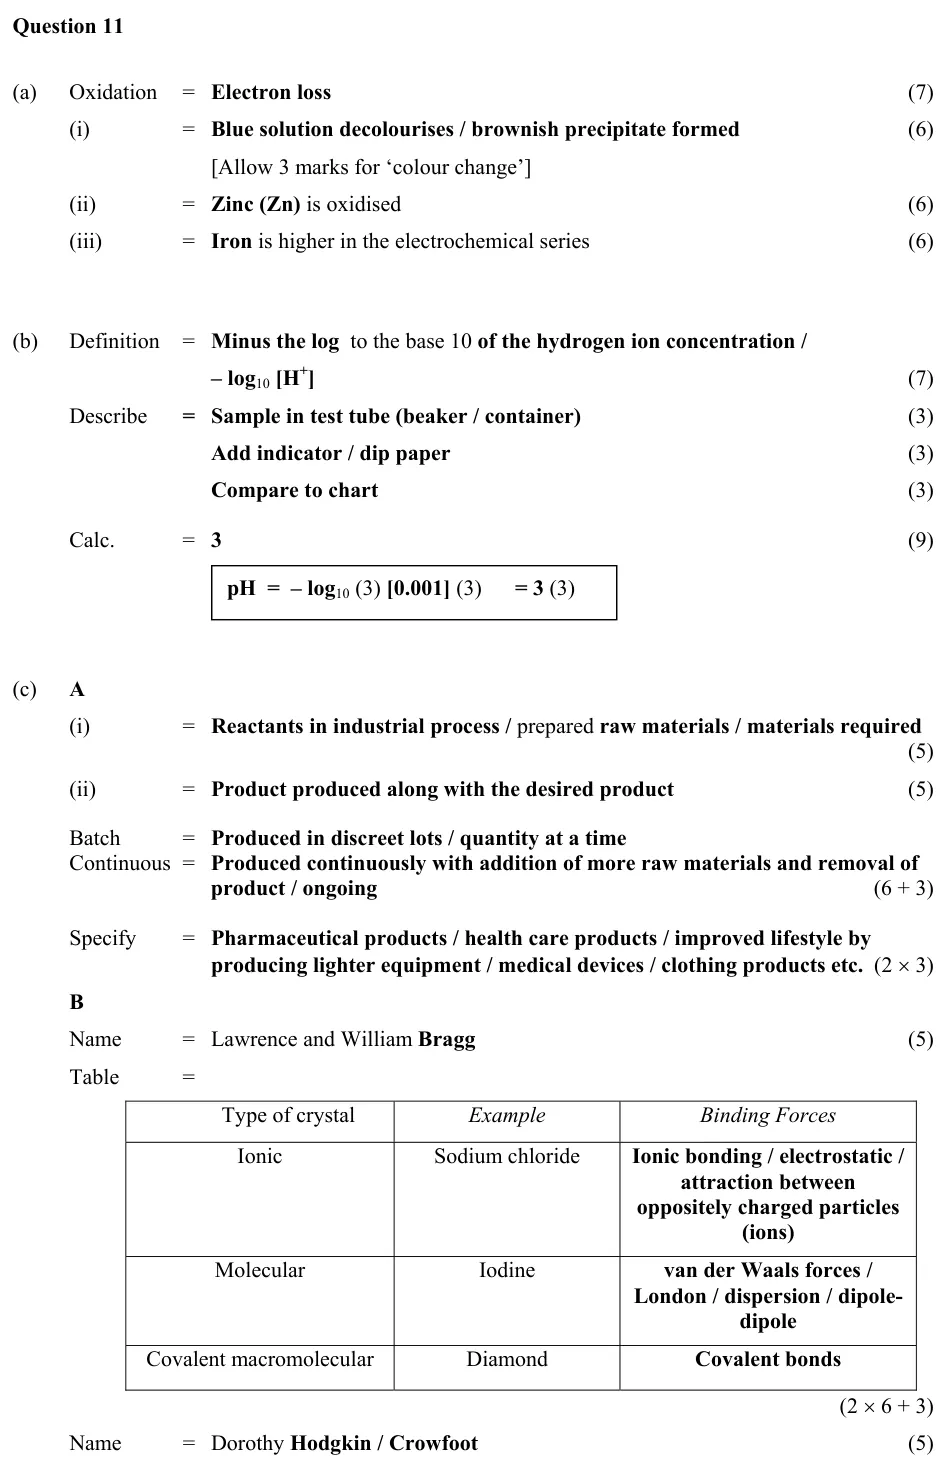 Question 11
(a) Oxidation = Electron loss (7)
(i) = Blue solution decolourises / brownish precipitate formed (6)
[Allow 3 marks for ‘colour change’]
(ii) = Zinc (Zn) is oxidised (6)
(iii) = Iron is higher in the electrochemical series (6)
(b) Definition = Minus the log to the base 10 of the hydrogen ion concentration /
– log10 [H+] (7)
Describe = Sample in test tube (beaker / container) (3)
Add indicator / dip paper (3)
Compare to chart (3)
Calc. = 3 (9)
pH = – log10 (3) [0.001] (3) = 3 (3)
(c) A
(i) = Reactants in industrial process / prepared raw materials / materials required
(5)
(ii) = Product produced along with the desired product (5)
Batch = Produced in discreet lots / quantity at a time
Continuous = Produced continuously with addition of more raw materials and removal of
product / ongoing (6 + 3)
Specify = Pharmaceutical products / health care products / improved lifestyle by
producing lighter equipment / medical devices / clothing products etc. (2 × 3)
B
Name = Lawrence and William Bragg (5)
Table =
Type of crystal Example Binding Forces
Ionic Sodium chloride Ionic bonding / electrostatic /
attraction between
oppositely charged particles
(ions)
Molecular Iodine van der Waals forces /
London / dispersion / dipole-
dipole
Covalent macromolecular Diamond Covalent bonds
(2 × 6 + 3)
Name = Dorothy Hodgkin / Crowfoot (5)